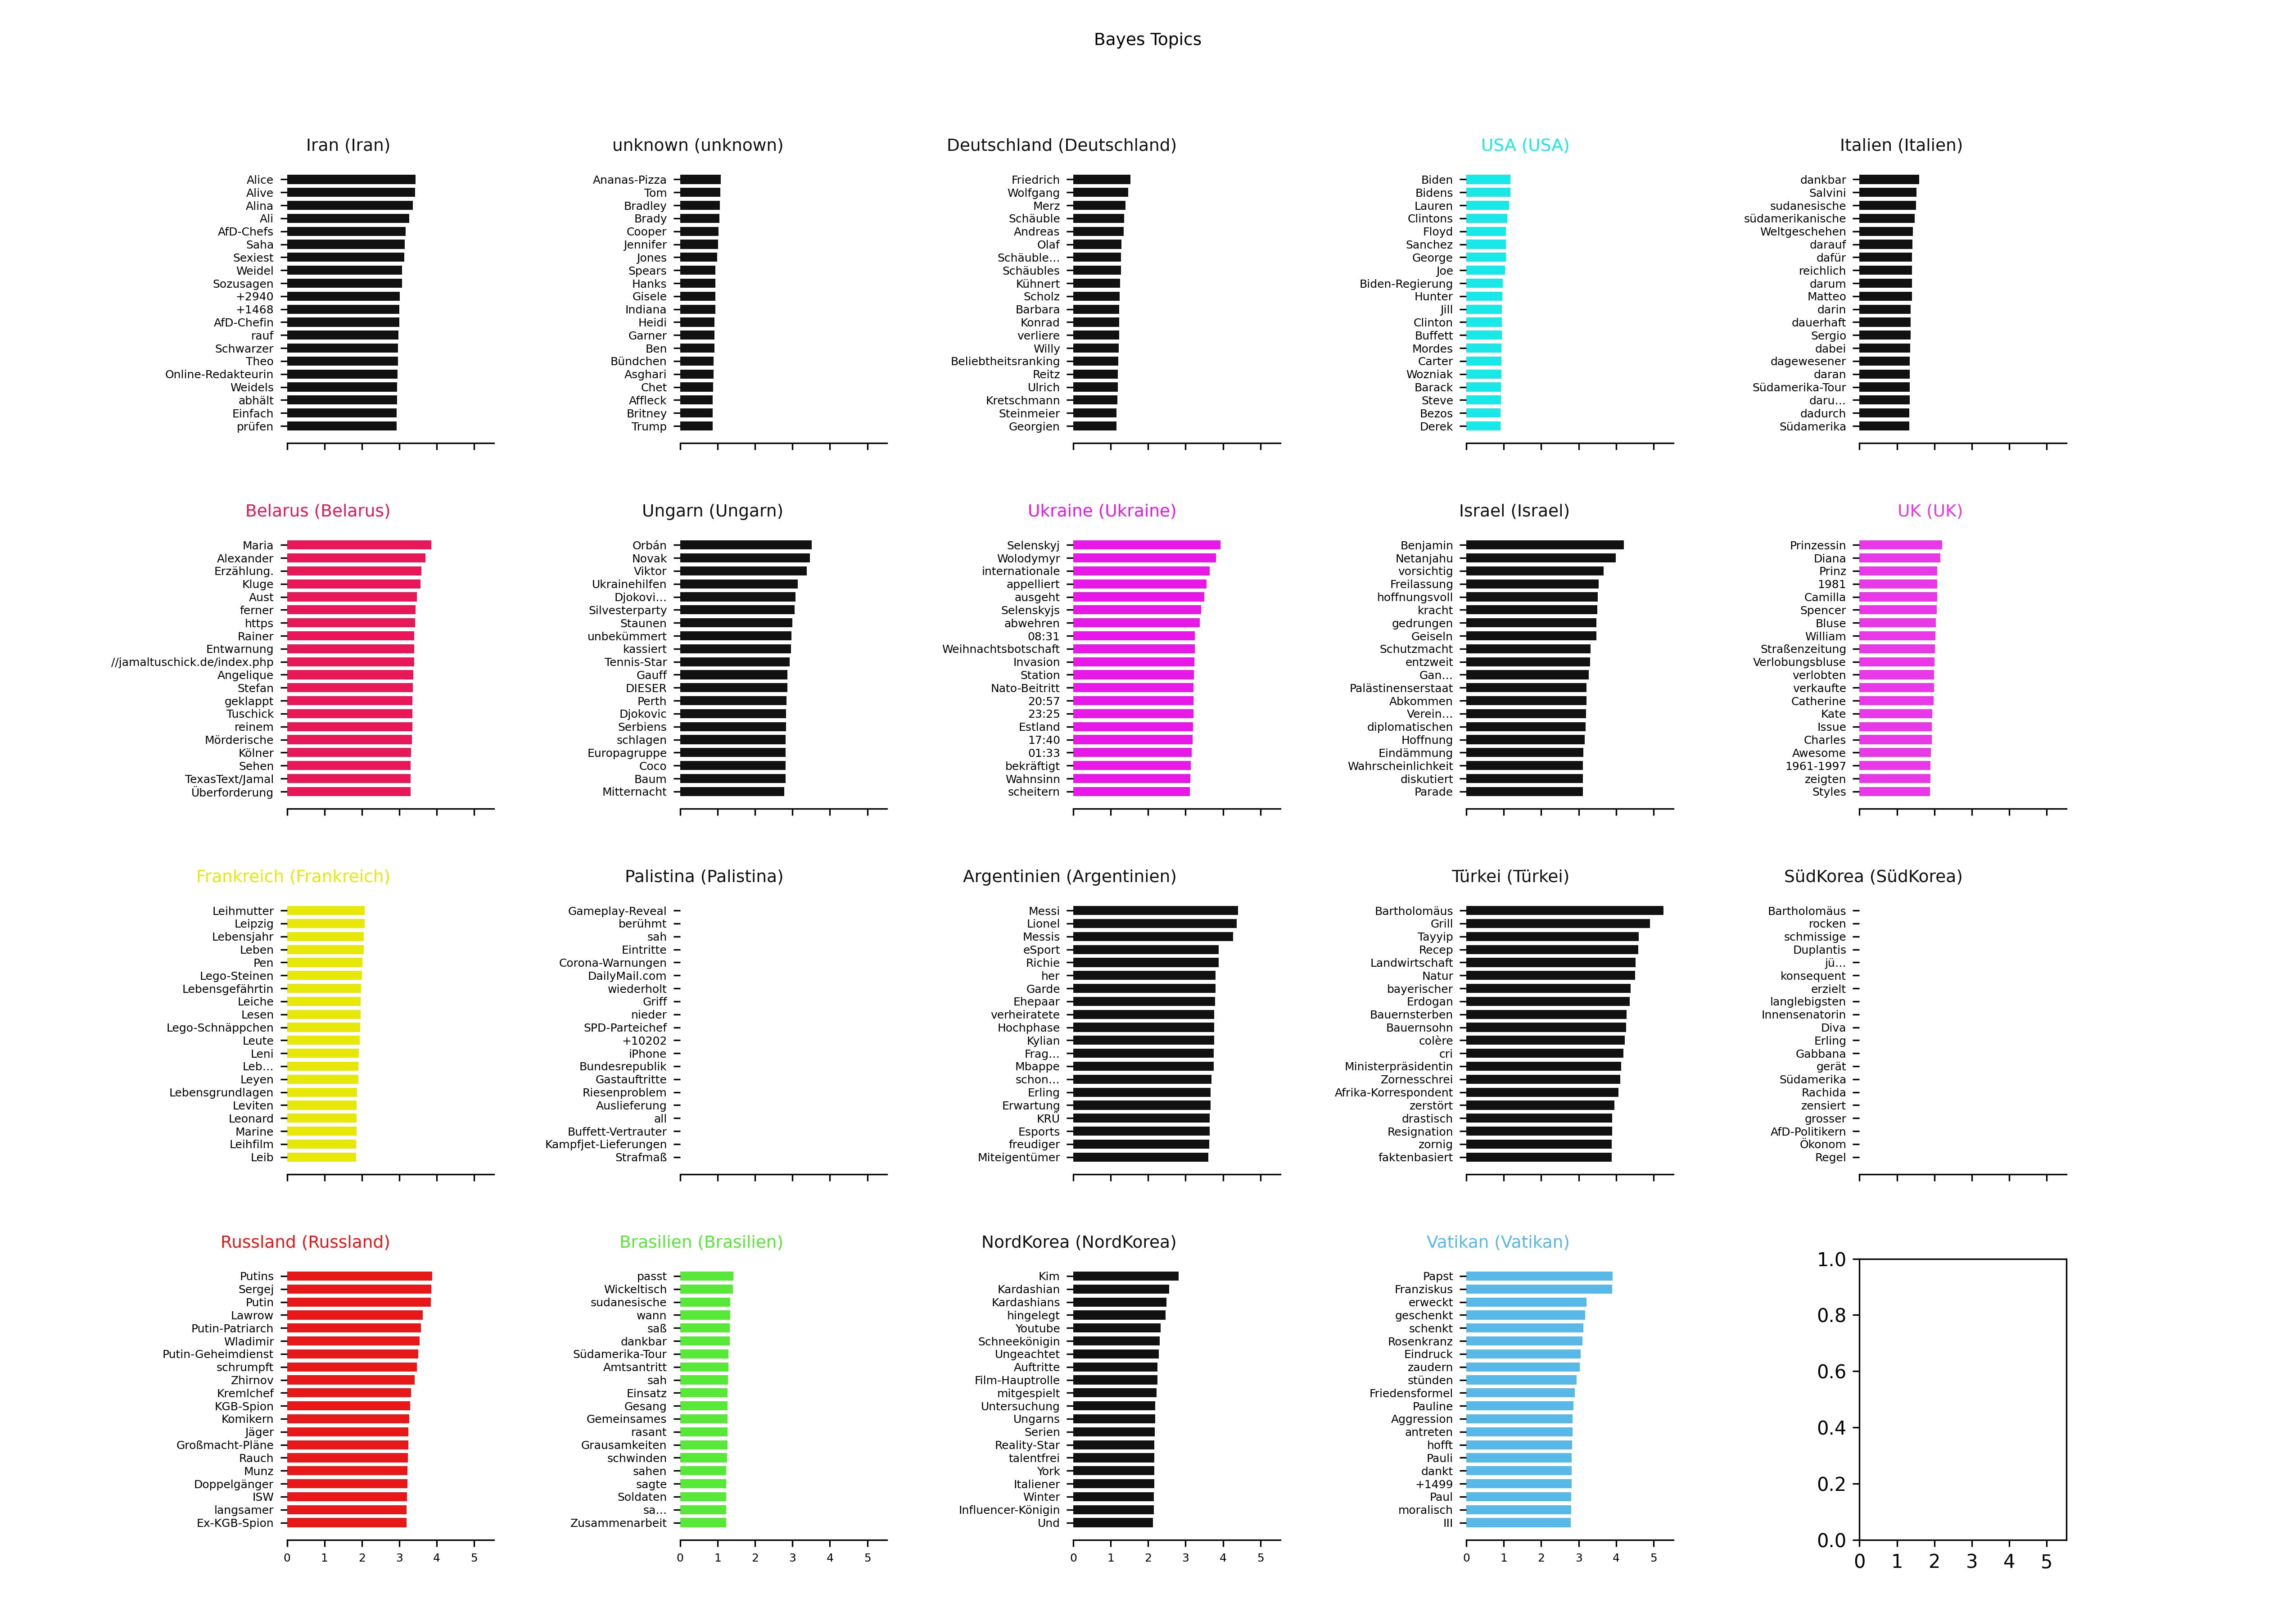 Bayes Topics
Iran (Iran)
Alice
Alive
Alina
Ali
AfD-Chefs
Saha
Sexiest
Weidel
Sozusagen
+2940
+1468
AfD-Chefin
rauf
Schwarzer
Theo
Online-Redakteurin
Weidels
abhält
Einfach
prüfen
unknown (unknown)
Ananas-Pizza
Tom
Bradley
Brady
Cooper
Jennifer
Jones
Spears
Hanks
Gisele
Indiana
Heidi
Garner
Ben
Bündchen
Asghari
Chet
Affleck
Britney
Trump
Deutschland (Deutschland)
Friedrich
Wolfgang
Merz
Schäuble
Andreas
Olaf
Schäuble…
Schäubles
Kühnert
Scholz
Barbara
Konrad
verliere
Willy
Beliebtheitsranking
Reitz
Ulrich
Kretschmann
Steinmeier
Georgien
USA (USA)
Biden
Bidens
Lauren
Clintons
Floyd
Sanchez
George
Joe
Biden-Regierung
Hunter
Jill
Clinton
Buffett
Mordes
Carter
Wozniak
Barack
Steve
Bezos
Derek
Italien (Italien)
dankbar
Salvini
sudanesische
südamerikanische
Weltgeschehen
darauf
dafür
reichlich
darum
Matteo
darin
dauerhaft
Sergio
dabei
dagewesener
daran
Südamerika-Tour
daru…
dadurch
Südamerika
Belarus (Belarus)
Maria
Alexander
Erzählung.
Kluge
Aust
ferner
https
Rainer
Entwarnung
//jamaltuschick.de/index.php
Angelique
Stefan
geklappt
Tuschick
reinem
Mörderische
Kölner
Sehen
TexasText/Jamal
Überforderung
Ungarn (Ungarn)
Orbán
Novak
Viktor
Ukrainehilfen
Djokovi…
Silvesterparty
Staunen
unbekümmert
kassiert
Tennis-Star
Gauff
DIESER
Perth
Djokovic
Serbiens
schlagen
Europagruppe
Coco
Baum
Mitternacht
Ukraine (Ukraine)
Selenskyj
Wolodymyr
internationale
appelliert
ausgeht
Selenskyjs
abwehren
08:31
Weihnachtsbotschaft
Invasion
Station
Nato-Beitritt
20:57
23:25
Estland
17:40
01:33
bekräftigt
Wahnsinn
scheitern
Israel (Israel)
Benjamin
Netanjahu
vorsichtig
Freilassung
hoffnungsvoll
kracht
gedrungen
Geiseln
Schutzmacht
entzweit
Gan…
Palästinenserstaat
Abkommen
Verein…
diplomatischen
Hoffnung
Eindämmung
Wahrscheinlichkeit
diskutiert
Parade
UK (UK)
Prinzessin
Diana
Prinz
1981
Camilla
Spencer
Bluse
William
Straßenzeitung
Verlobungsbluse
verlobten
verkaufte
Catherine
Kate
Issue
Charles
Awesome
1961-1997
zeigten
Styles
Frankreich (Frankreich)
Leihmutter
Leipzig
Lebensjahr
Leben
Pen
Lego-Steinen
Lebensgefährtin
Leiche
Lesen
Lego-Schnäppchen
Leute
Leni
Leb…
Leyen
Lebensgrundlagen
Leviten
Leonard
Marine
Leihfilm
Leib
Palistina (Palistina)
Gameplay-Reveal
berühmt
sah
Eintritte
Corona-Warnungen
DailyMail.com
wiederholt
Griff
nieder
SPD-Parteichef
+10202
iPhone
Bundesrepublik
Gastauftritte
Riesenproblem
Auslieferung
all
Buffett-Vertrauter
Kampfjet-Lieferungen
Strafmaß
Argentinien (Argentinien)
Messi
Lionel
Messis
eSport
Richie
her
Garde
Ehepaar
verheiratete
Hochphase
Kylian
Frag…
Mbappe
schon…
Erling
Erwartung
KRÜ
Esports
freudiger
Miteigentümer
Türkei (Türkei)
Bartholomäus
Grill
Tayyip
Recep
Landwirtschaft
Natur
bayerischer
Erdogan
Bauernsterben
Bauernsohn
colère
cri
Ministerpräsidentin
Zornesschrei
Afrika-Korrespondent
zerstört
drastisch
Resignation
zornig
faktenbasiert
SüdKorea (SüdKorea)
Bartholomäus
rocken
schmissige
Duplantis
jü…
konsequent
erzielt
langlebigsten
Innensenatorin
Diva
Erling
Gabbana
gerät
Südamerika
Rachida
zensiert
grosser
AfD-Politikern
Ökonom
Regel
Russland (Russland)
Putins
Sergej
Putin
Lawrow
Putin-Patriarch
Wladimir
Putin-Geheimdienst
schrumpft
Zhirnov
Kremlchef
KGB-Spion
Komikern
Jäger
Großmacht-Pläne
Rauch
Munz
Doppelgänger
ISW
langsamer
Ex-KGB-Spion
0 1 2 3 4 5
Brasilien (Brasilien)
passt
Wickeltisch
sudanesische
wann
saß
dankbar
Südamerika-Tour
Amtsantritt
sah
Einsatz
Gesang
Gemeinsames
rasant
Grausamkeiten
schwinden
sahen
sagte
Soldaten
sa…
Zusammenarbeit
0 1 2 3 4 5
NordKorea (NordKorea)
Kim
Kardashian
Kardashians
hingelegt
Youtube
Schneekönigin
Ungeachtet
Auftritte
Film-Hauptrolle
mitgespielt
Untersuchung
Ungarns
Serien
Reality-Star
talentfrei
York
Italiener
Winter
Influencer-Königin
Und
0 1 2 3 4 5
Vatikan (Vatikan)
Papst
Franziskus
erweckt
geschenkt
schenkt
Rosenkranz
Eindruck
zaudern
stünden
Friedensformel
Pauline
Aggression
antreten
hofft
Pauli
dankt
+1499
Paul
moralisch
III
0 1 2 3 4 5
1.0
0.8
0.6
0.4
0.2
0.0
0 1 2 3 4 5